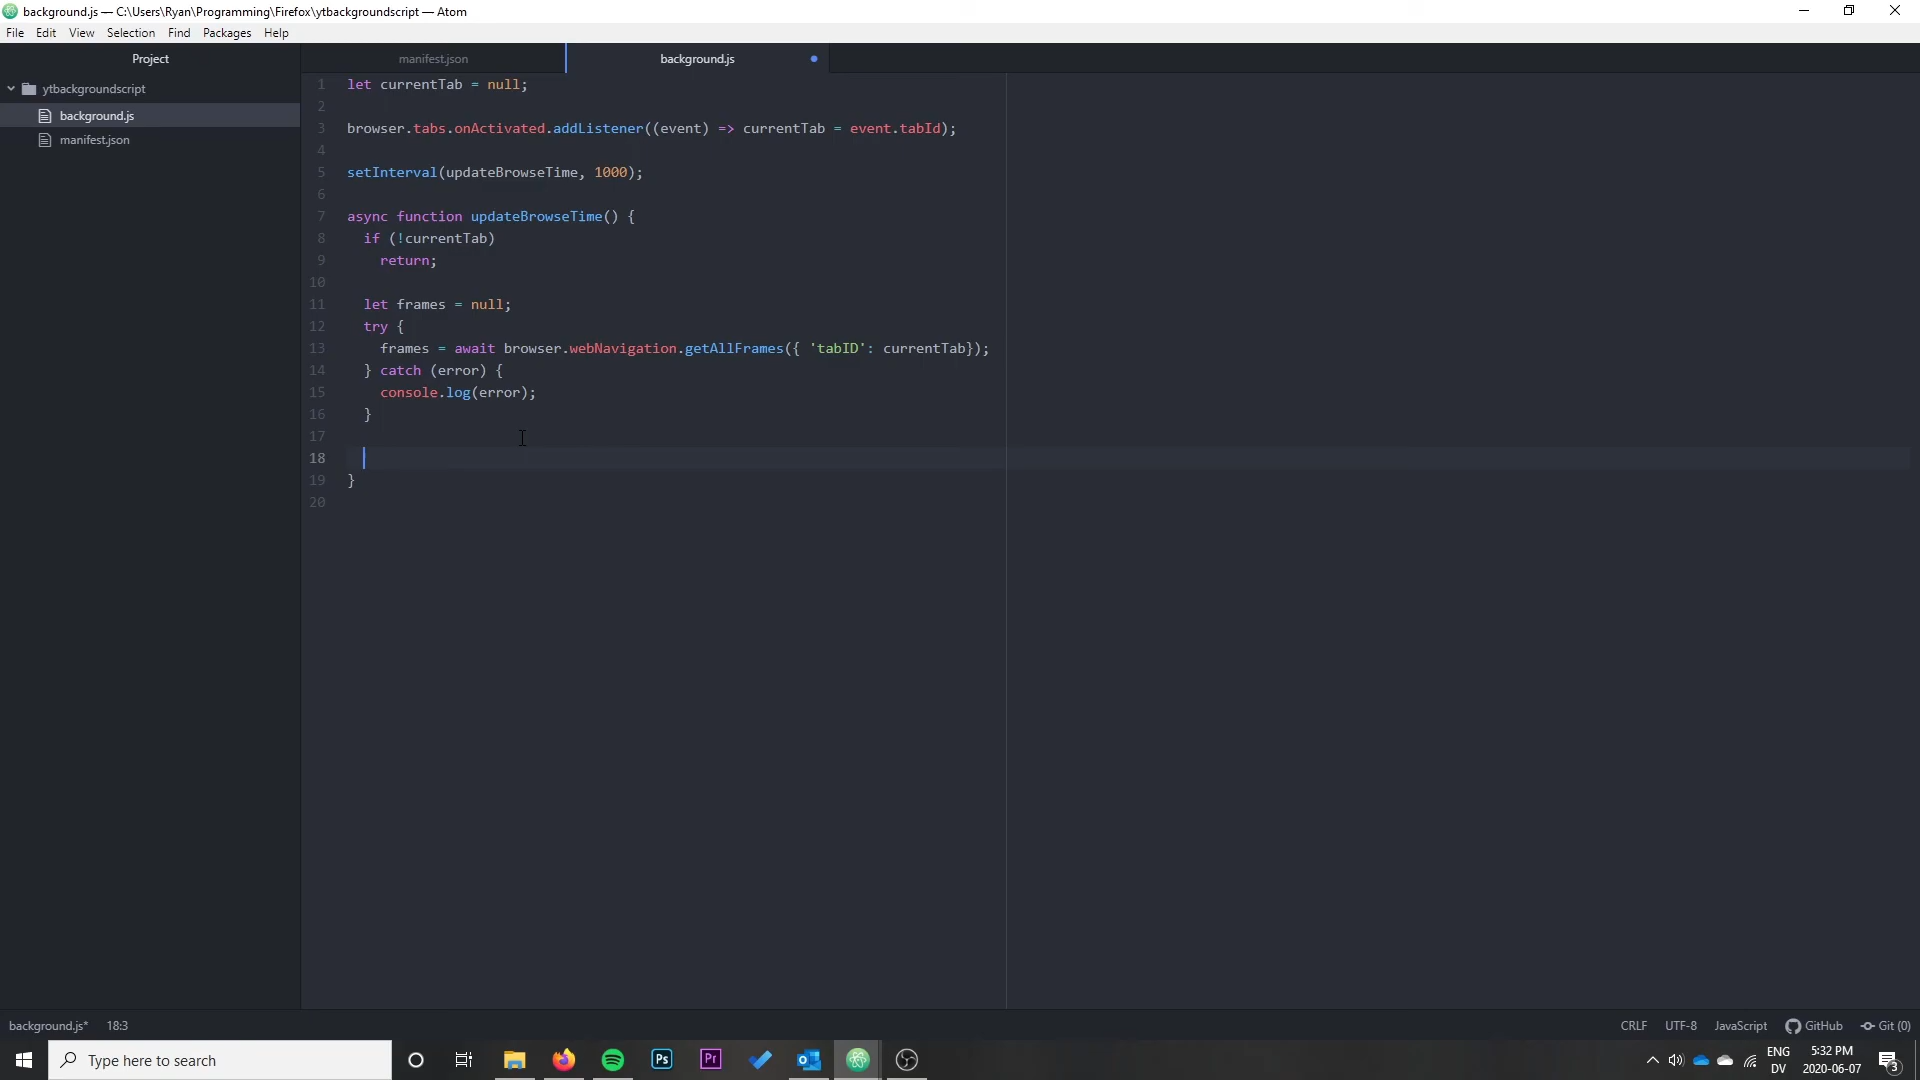 background.js — C:\Users\Ryan\Programming\Firefox\ytbackgroundscript — Atom
File Edit View Selection Find Packages Help
Project
ytbackgroundscript
background.js
manifest.json
manifest.json background.js
1 let currentTab = null;
2
3 browser.tabs.onActivated.addListener((event) => currentTab = event.tabId);
4
5 setInterval(updateBrowseTime, 1000);
6
7 async function updateBrowseTime() {
8 if (!currentTab)
9 return;
10
11 let frames = null;
12 try {
13 frames = await browser.webNavigation.getAllFrames({ 'tabID': currentTab});
14 } catch (error) {
15 console.log(error);
16 }
17
18
19 }
20
background.js* 18:3 CRLF UTF-8 JavaScript GitHub Git (0)
Type here to search
Ps
Pr
ENG
DV
5:32 PM
2020-06-07
3